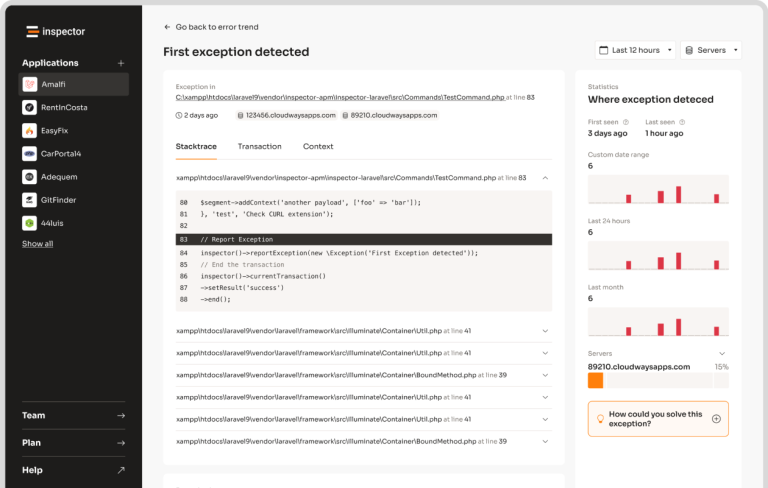 inspector
Applications +
Amalfi
RentInCosta
EasyFix
CarPortal4
Adequem
GitFinder
44luis
Show all
Team
Plan
Help
Go back to error trend
First exception detected
Last 12 hours
Servers
Exception in
C:\xampp\htdocs\laravel9\vendor\inspector-apm\inspector-laravel\src\Commands\TestCommand.php at line 83
2 days ago 123456.cloudwaysapps.com 89210.cloudwaysapps.com
Stacktrace Transaction Context
xampp\htdocs\laravel9\vendor\inspector-apm\inspector-laravel\src\Commands\TestCommand.php at line 83
80 $segment->addContext('another payload', ['foo' => 'bar']);
81 }, 'test', 'Check CURL extension');
82
83 // Report Exception
84 inspector()->reportException(new \Exception('First Exception detected'));
85 // End the transaction
86 inspector()->currentTransaction()
87 ->setResult('success')
88 ->end();
xampp\htdocs\laravel9\vendor\laravel\framework\src\Illuminate\Container\Util.php at line 41
xampp\htdocs\laravel9\vendor\laravel\framework\src\Illuminate\Container\Util.php at line 41
xampp\htdocs\laravel9\vendor\laravel\framework\src\Illuminate\Container\BoundMethod.php at line 39
xampp\htdocs\laravel9\vendor\laravel\framework\src\Illuminate\Container\Util.php at line 41
xampp\htdocs\laravel9\vendor\laravel\framework\src\Illuminate\Container\Util.php at line 41
xampp\htdocs\laravel9\vendor\laravel\framework\src\Illuminate\Container\BoundMethod.php at line 39
Statistics
Where exception deteced
First seen Last seen
3 days ago 1 hour ago
Custom date range
6
Last 24 hours
6
Last month
6
Servers
89210.cloudwaysapps.com 15%
How could you solve this
exception?